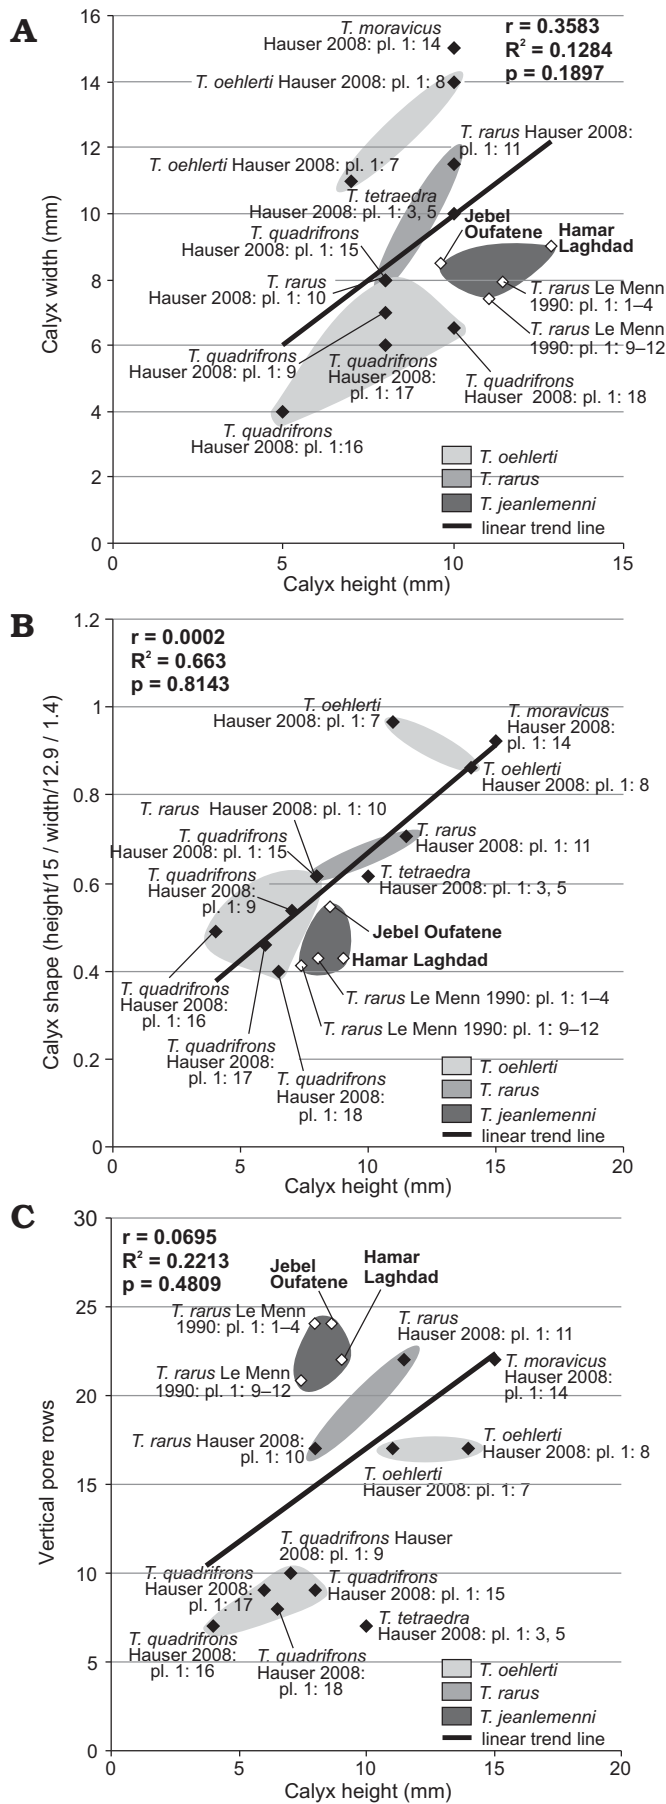 A
r = 0.3583
R² = 0.1284
p = 0.1897
T. moravicus
Hauser 2008: pl. 1: 14
T. oehlerti Hauser 2008: pl. 1: 8
T. rarus Hauser 2008:
pl. 1: 11
T. oehlerti Hauser 2008: pl. 1: 7
T. tetraedra
Hauser 2008: pl. 1: 3, 5
Jebel
Oufatene
Hamar
Laghdad
T. quadrifrons
Hauser 2008: pl. 1: 15
T. rarus
Hauser 2008: pl. 1: 10
T. rarus Le Menn
1990: pl. 1: 1–4
T. rarus Le Menn
1990: pl. 1: 9–12
T. quadrifrons
Hauser 2008: pl. 1: 9
T. quadrifrons
Hauser 2008:
pl. 1: 17
T. quadrifrons
Hauser 2008: pl. 1: 18
T. quadrifrons
Hauser 2008: pl. 1:16
T. oehlerti
T. rarus
T. jeanlemenni
linear trend line
Calyx width (mm)
16
14
12
10
8
6
4
2
0
0 5 10 15
Calyx height (mm)
B
r = 0.0002
R² = 0.663
p = 0.8143
T. oehlerti
Hauser 2008: pl. 1: 7
T. moravicus
Hauser 2008:
pl. 1: 14
T. oehlerti
Hauser 2008: pl. 1: 8
T. rarus Hauser 2008: pl. 1: 10
T. quadrifrons
Hauser 2008: pl. 1: 15
T. rarus
Hauser 2008: pl. 1: 11
T. quadrifrons
Hauser 2008:
pl. 1: 9
T. tetraedra
Hauser 2008: pl. 1: 3, 5
Jebel Oufatene
Hamar Laghdad
T. quadrifrons
Hauser 2008:
pl. 1: 16
T. rarus Le Menn 1990: pl. 1: 1–4
T. rarus Le Menn 1990: pl. 1: 9–12
T. quadrifrons
Hauser 2008:
pl. 1: 17
T. quadrifrons
Hauser 2008:
pl. 1: 18
T. oehlerti
T. rarus
T. jeanlemenni
linear trend line
Calyx shape (height/15 / width/12.9 / 1.4)
1.2
1
0.8
0.6
0.4
0.2
0
0 5 10 15 20
Calyx height (mm)
C
r = 0.0695
R² = 0.2213
p = 0.4809
Jebel
Oufatene
Hamar
Laghdad
T. rarus Le Menn
1990: pl. 1: 1–4
T. rarus
Hauser 2008: pl. 1: 11
T. rarus Le Menn
1990: pl. 1: 9–12
T. moravicus
Hauser 2008:
pl. 1: 14
T. rarus Hauser 2008:
pl. 1: 10
T. oehlerti
Hauser 2008: pl. 1: 8
T. oehlerti
Hauser 2008: pl. 1: 7
T. quadrifrons Hauser
2008: pl. 1: 9
T. quadrifrons
Hauser 2008:
pl. 1: 17
T. quadrifrons
Hauser 2008: pl. 1: 15
T. tetraedra
Hauser 2008: pl. 1: 3, 5
T. quadrifrons
Hauser 2008:
pl. 1: 16
T. quadrifrons
Hauser 2008:
pl. 1: 18
T. oehlerti
T. rarus
T. jeanlemenni
linear trend line
Vertical pore rows
30
25
20
15
10
5
0
0 5 10 15 20
Calyx height (mm)